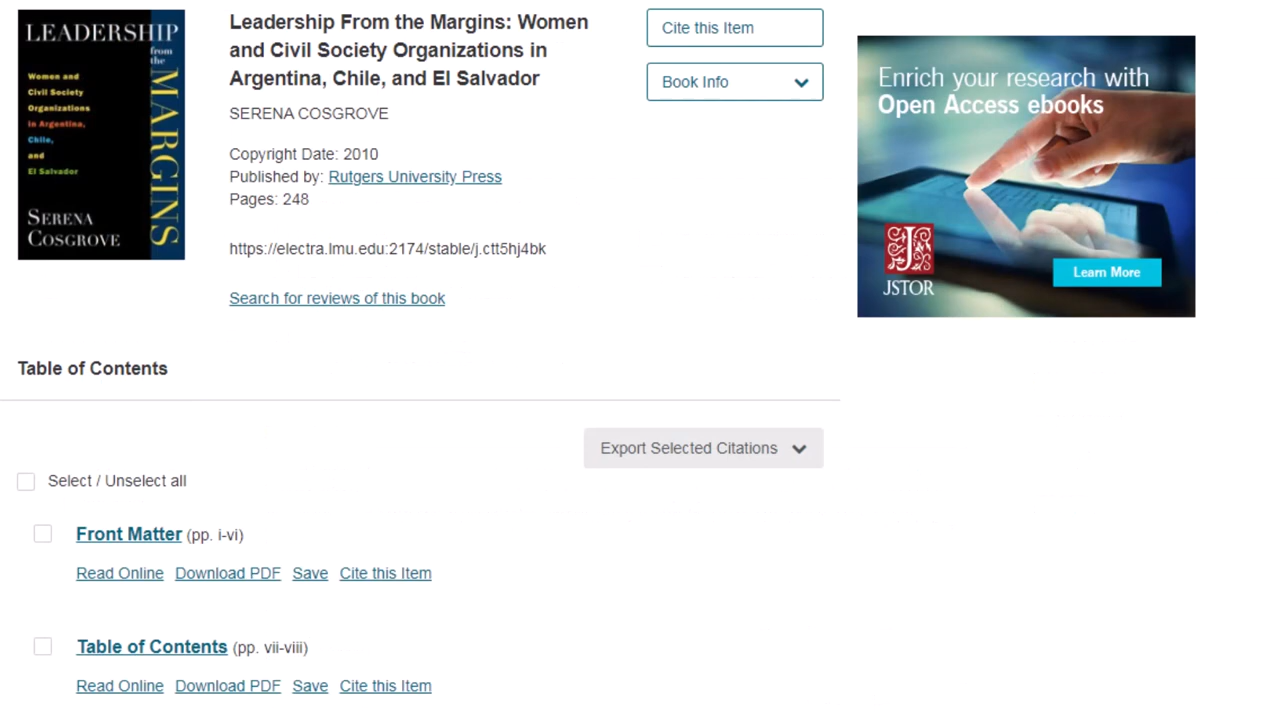 LEADERSHIP
from
the
MARGINS
Women and
Civil Society
Organizations
in Argentina,
Chile,
and
El Salvador
SERENA
COSGROVE
Leadership From the Margins: Women
and Civil Society Organizations in
Argentina, Chile, and El Salvador
SERENA COSGROVE
Copyright Date: 2010
Published by: Rutgers University Press
Pages: 248
https://electra.lmu.edu:2174/stable/j.ctt5hj4bk
Search for reviews of this book
Cite this Item
Book Info
Enrich your research with
Open Access ebooks
J
JSTOR
Learn More
Table of Contents
Export Selected Citations
Select / Unselect all
Front Matter (pp. i-vi)
Read Online Download PDF Save Cite this Item
Table of Contents (pp. vii-viii)
Read Online Download PDF Save Cite this Item